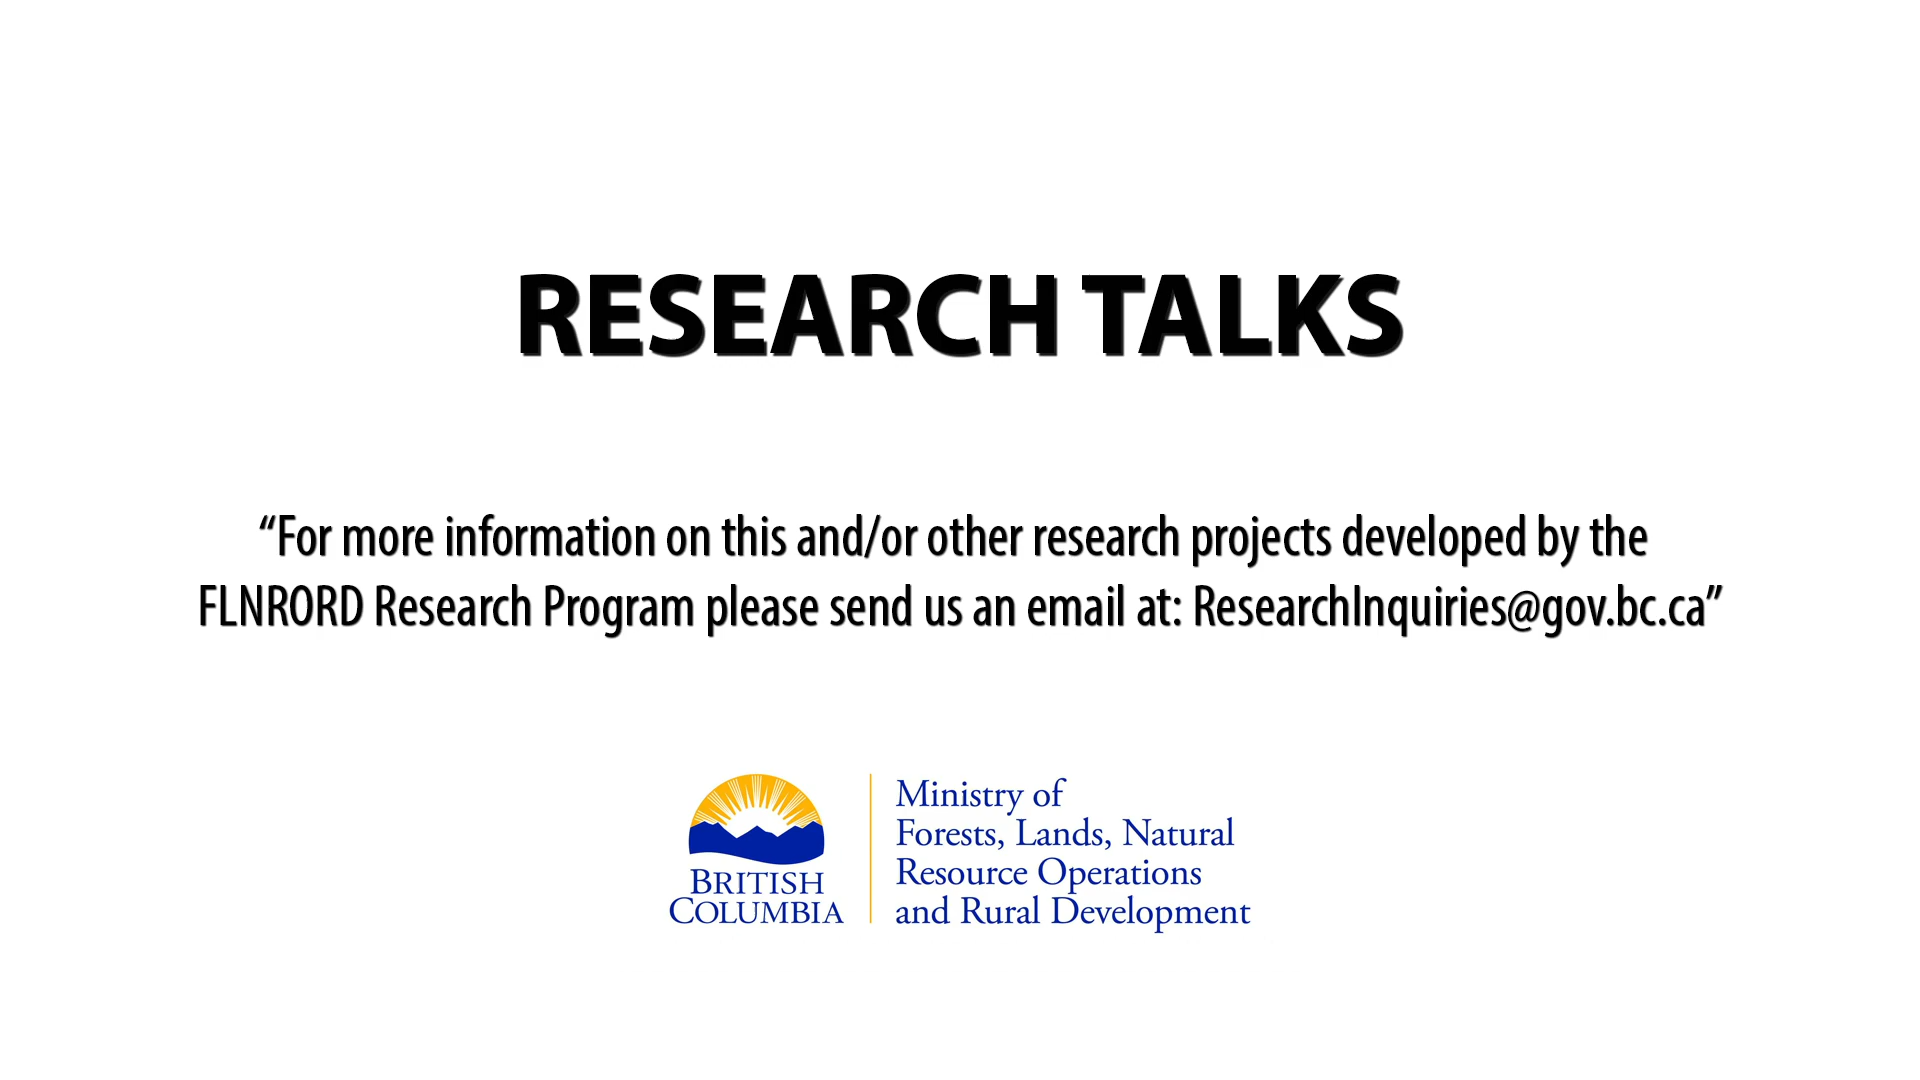 RESEARCH TALKS
“For more information on this and/or other research projects developed by the
FLNRORD Research Program please send us an email at: ResearchInquiries@gov.bc.ca”
BRITISH
COLUMBIA
Ministry of
Forests, Lands, Natural
Resource Operations
and Rural Development